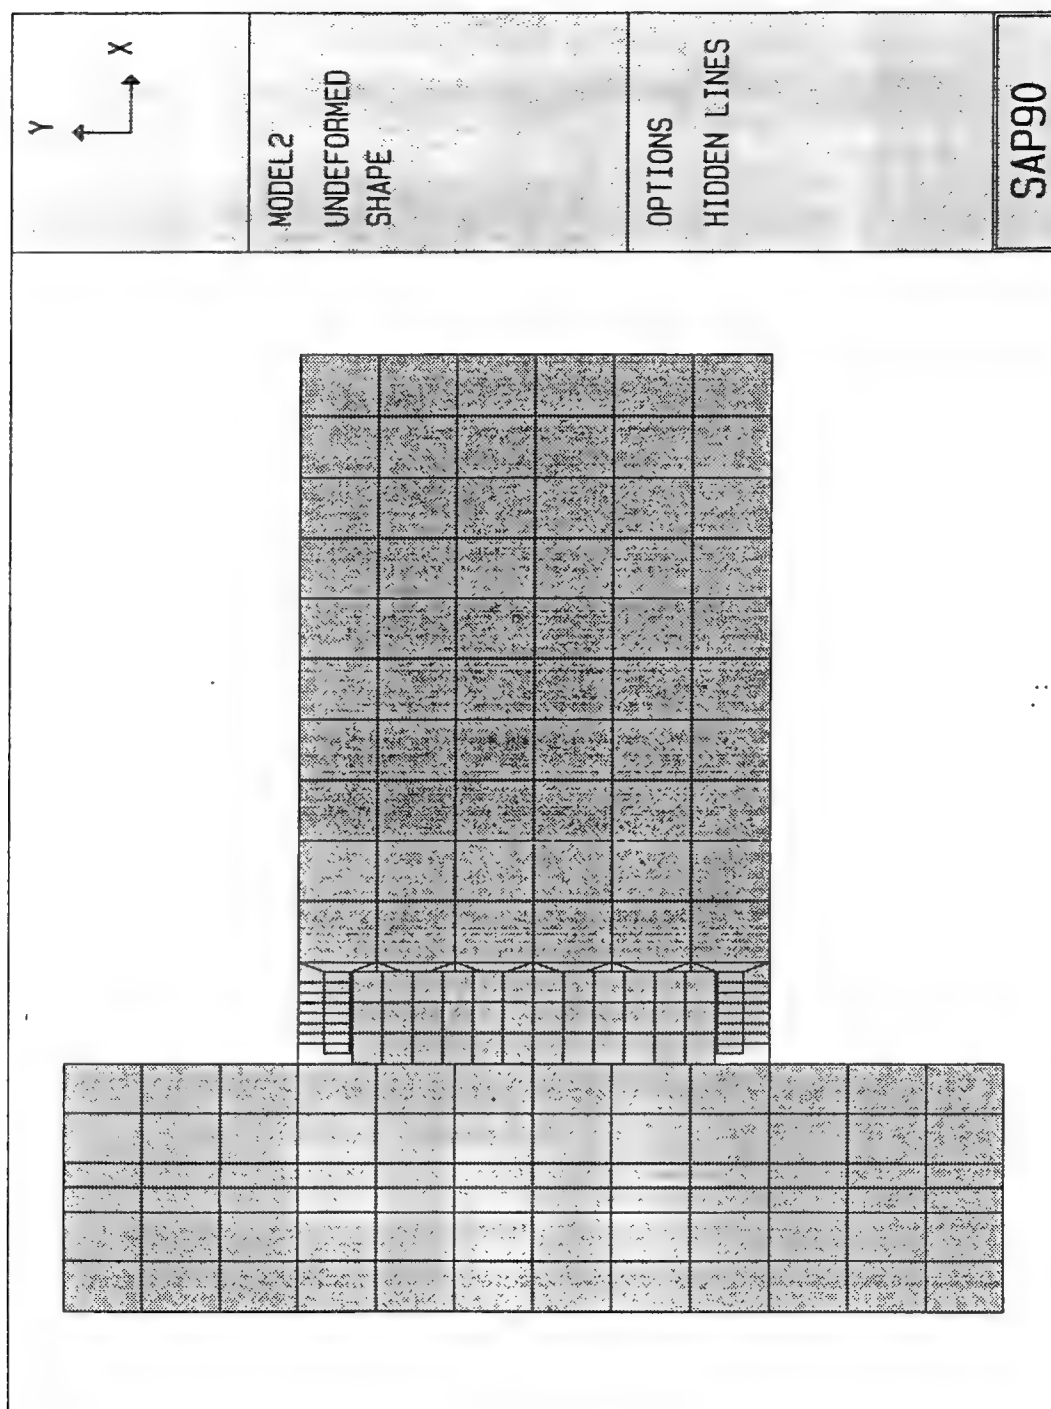 Y
X
MODEL2
UNDEFORMED
SHAPE
OPTIONS
HIDDEN LINES
SAP90